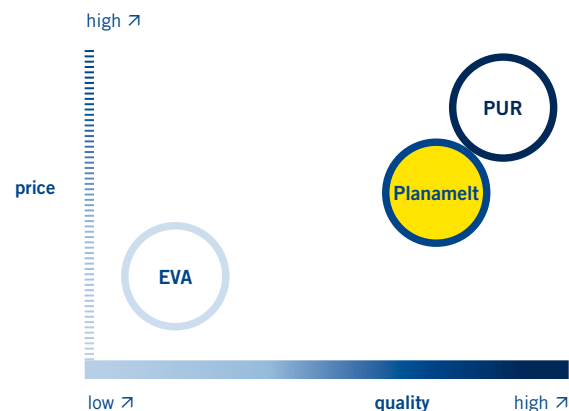 high ↗
PUR
price
Planamelt
EVA
low ↗ quality high ↗